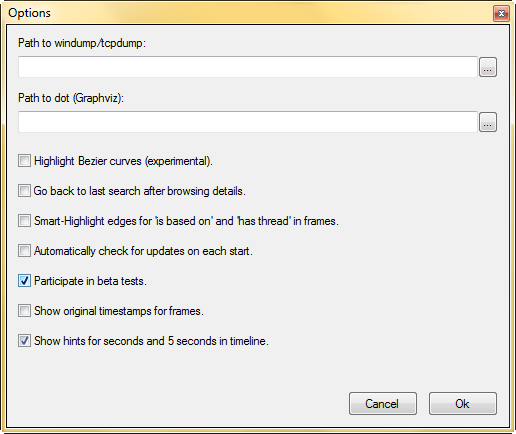 Options
Path to windump/tcpdump:
...
Path to dot (Graphviz):
...
Highlight Bezier curves (experimental).
Go back to last search after browsing details.
Smart-Highlight edges for 'is based on' and 'has thread' in frames.
Automatically check for updates on each start.
Participate in beta tests.
Show original timestamps for frames.
Show hints for seconds and 5 seconds in timeline.
Cancel Ok